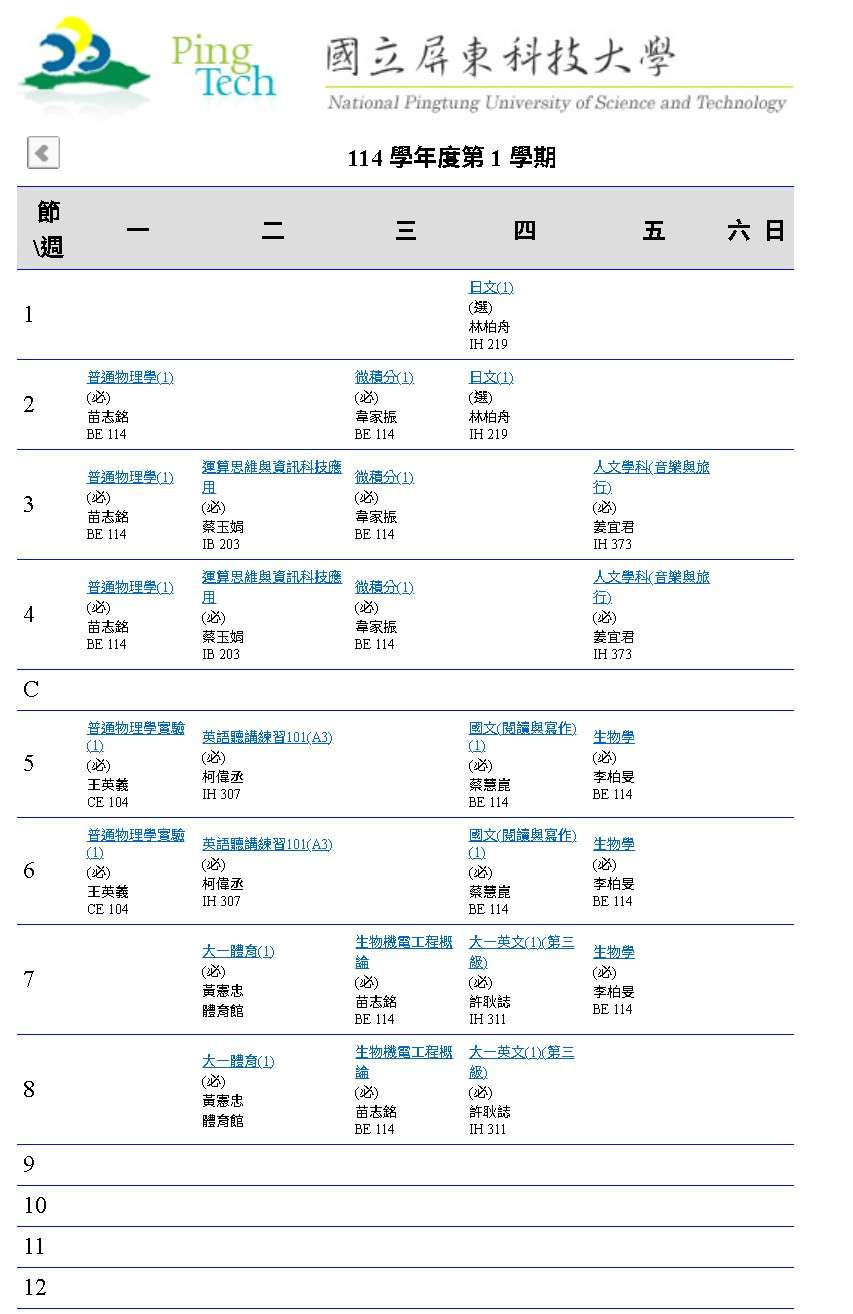 Ping
Tech
國立屏東科技大學
National Pingtung University of Science and Technology
114 學年度第 1 學期
節\週 一 二 三 四 五 六 日
1
日文(1)
(選)
林柏舟
IH 219
2
普通物理學(1)
(必)
苗志銘
BE 114
微積分(1)
(必)
韋家振
BE 114
日文(1)
(選)
林柏舟
IH 219
3
普通物理學(1)
(必)
苗志銘
BE 114
運算思維與資訊科技應
用
(必)
蔡玉娟
IB 203
微積分(1)
(必)
韋家振
BE 114
人文學科(音樂與旅
行)
(必)
姜宜君
IH 373
4
普通物理學(1)
(必)
苗志銘
BE 114
運算思維與資訊科技應
用
(必)
蔡玉娟
IB 203
微積分(1)
(必)
韋家振
BE 114
人文學科(音樂與旅
行)
(必)
姜宜君
IH 373
C
5
普通物理學實驗
(1)
(必)
王英義
CE 104
英語聽講練習101(A3)
(必)
柯偉丞
IH 307
國文(閱讀與寫作)
(1)
(必)
蔡慧崑
BE 114
生物學
(必)
李柏旻
BE 114
6
普通物理學實驗
(1)
(必)
王英義
CE 104
英語聽講練習101(A3)
(必)
柯偉丞
IH 307
國文(閱讀與寫作)
(1)
(必)
蔡慧崑
BE 114
生物學
(必)
李柏旻
BE 114
7
大一體育(1)
(必)
黃憲忠
體育館
生物機電工程概
論
(必)
苗志銘
BE 114
大一英文(1)(第三
級)
(必)
許耿誌
IH 311
生物學
(必)
李柏旻
BE 114
8
大一體育(1)
(必)
黃憲忠
體育館
生物機電工程概
論
(必)
苗志銘
BE 114
大一英文(1)(第三
級)
(必)
許耿誌
IH 311
9
10
11
12